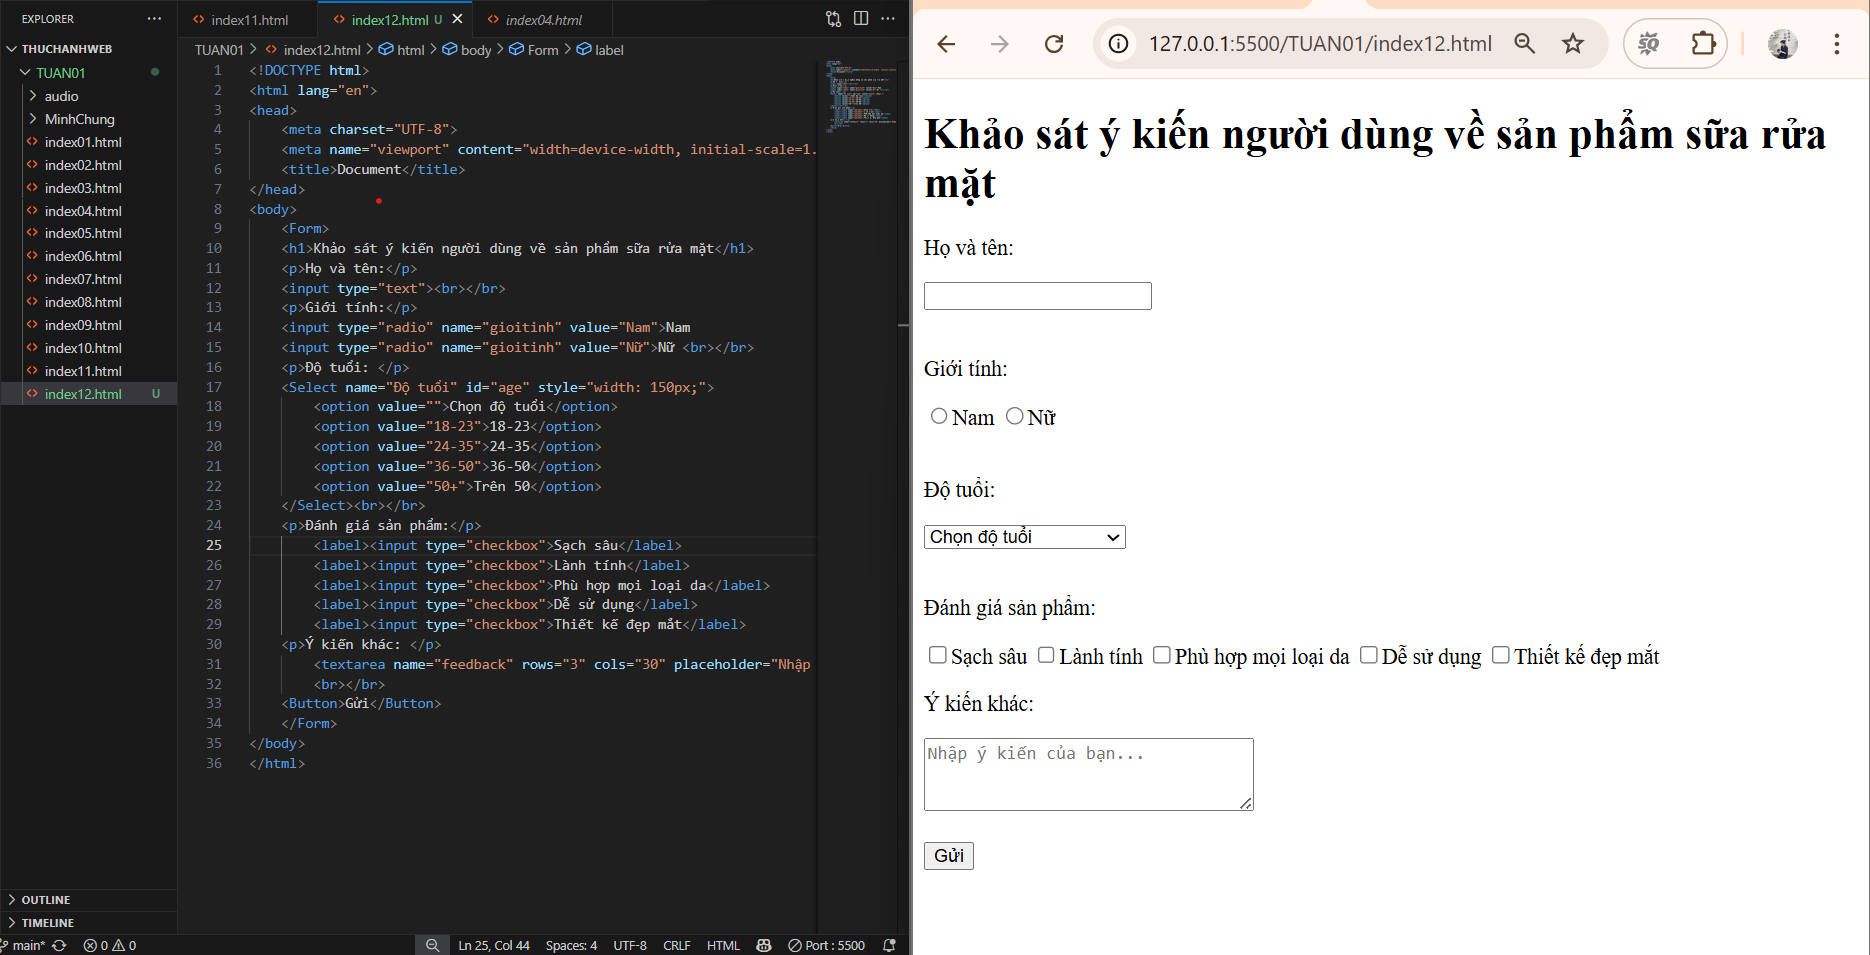 EXPLORER
THUCHANHWEB
TUAN01
audio
MinhChung
index01.html
index02.html
index03.html
index04.html
index05.html
index06.html
index07.html
index08.html
index09.html
index10.html
index11.html
index12.html U
OUTLINE
TIMELINE
index11.html index12.html U index04.html
TUAN01 > index12.html > html > body > Form > label
1 <!DOCTYPE html>
2 <html lang="en">
3 <head>
4 <meta charset="UTF-8">
5 <meta name="viewport" content="width=device-width, initial-scale=1.
6 <title>Document</title>
7 </head>
8 <body>
9 <Form>
10 <h1>Khảo sát ý kiến người dùng về sản phẩm sữa rửa mặt</h1>
11 <p>Họ và tên:</p>
12 <input type="text"><br></br>
13 <p>Giới tính:</p>
14 <input type="radio" name="gioitinh" value="Nam">Nam
15 <input type="radio" name="gioitinh" value="Nữ">Nữ <br></br>
16 <p>Độ tuổi: </p>
17 <Select name="Độ tuổi" id="age" style="width: 150px;">
18 <option value="">Chọn độ tuổi</option>
19 <option value="18-23">18-23</option>
20 <option value="24-35">24-35</option>
21 <option value="36-50">36-50</option>
22 <option value="50+">Trên 50</option>
23 </Select><br></br>
24 <p>Đánh giá sản phẩm:</p>
25 <label><input type="checkbox">Sạch sâu</label>
26 <label><input type="checkbox">Lành tính</label>
27 <label><input type="checkbox">Phù hợp mọi loại da</label>
28 <label><input type="checkbox">Dễ sử dụng</label>
29 <label><input type="checkbox">Thiết kế đẹp mắt</label>
30 <p>Ý kiến khác: </p>
31 <textarea name="feedback" rows="3" cols="30" placeholder="Nhập
32 <br></br>
33 <Button>Gửi</Button>
34 </Form>
35 </body>
36 </html>
main* 0 0 Ln 25, Col 44 Spaces: 4 UTF-8 CRLF HTML Port : 5500
127.0.0.1:5500/TUAN01/index12.html
Khảo sát ý kiến người dùng về sản phẩm sữa rửa
mặt
Họ và tên:
Giới tính:
Nam Nữ
Độ tuổi:
Chọn độ tuổi
Đánh giá sản phẩm:
Sạch sâu Lành tính Phù hợp mọi loại da Dễ sử dụng Thiết kế đẹp mắt
Ý kiến khác:
Nhập ý kiến của bạn...
Gửi